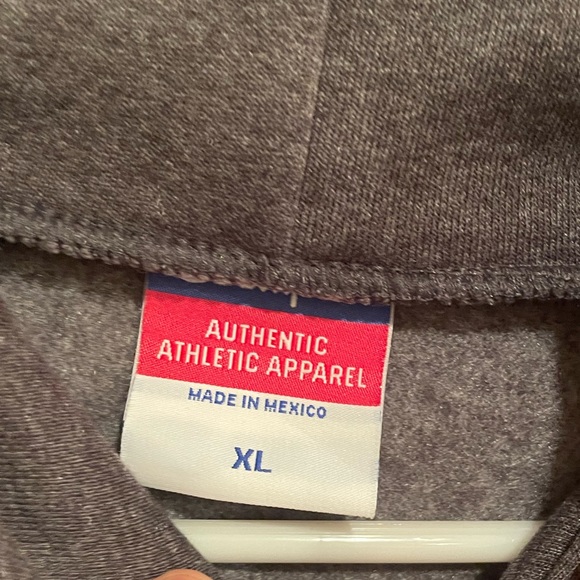 AUTHENTIC
ATHLETIC APPAREL
MADE IN MEXICO
XL